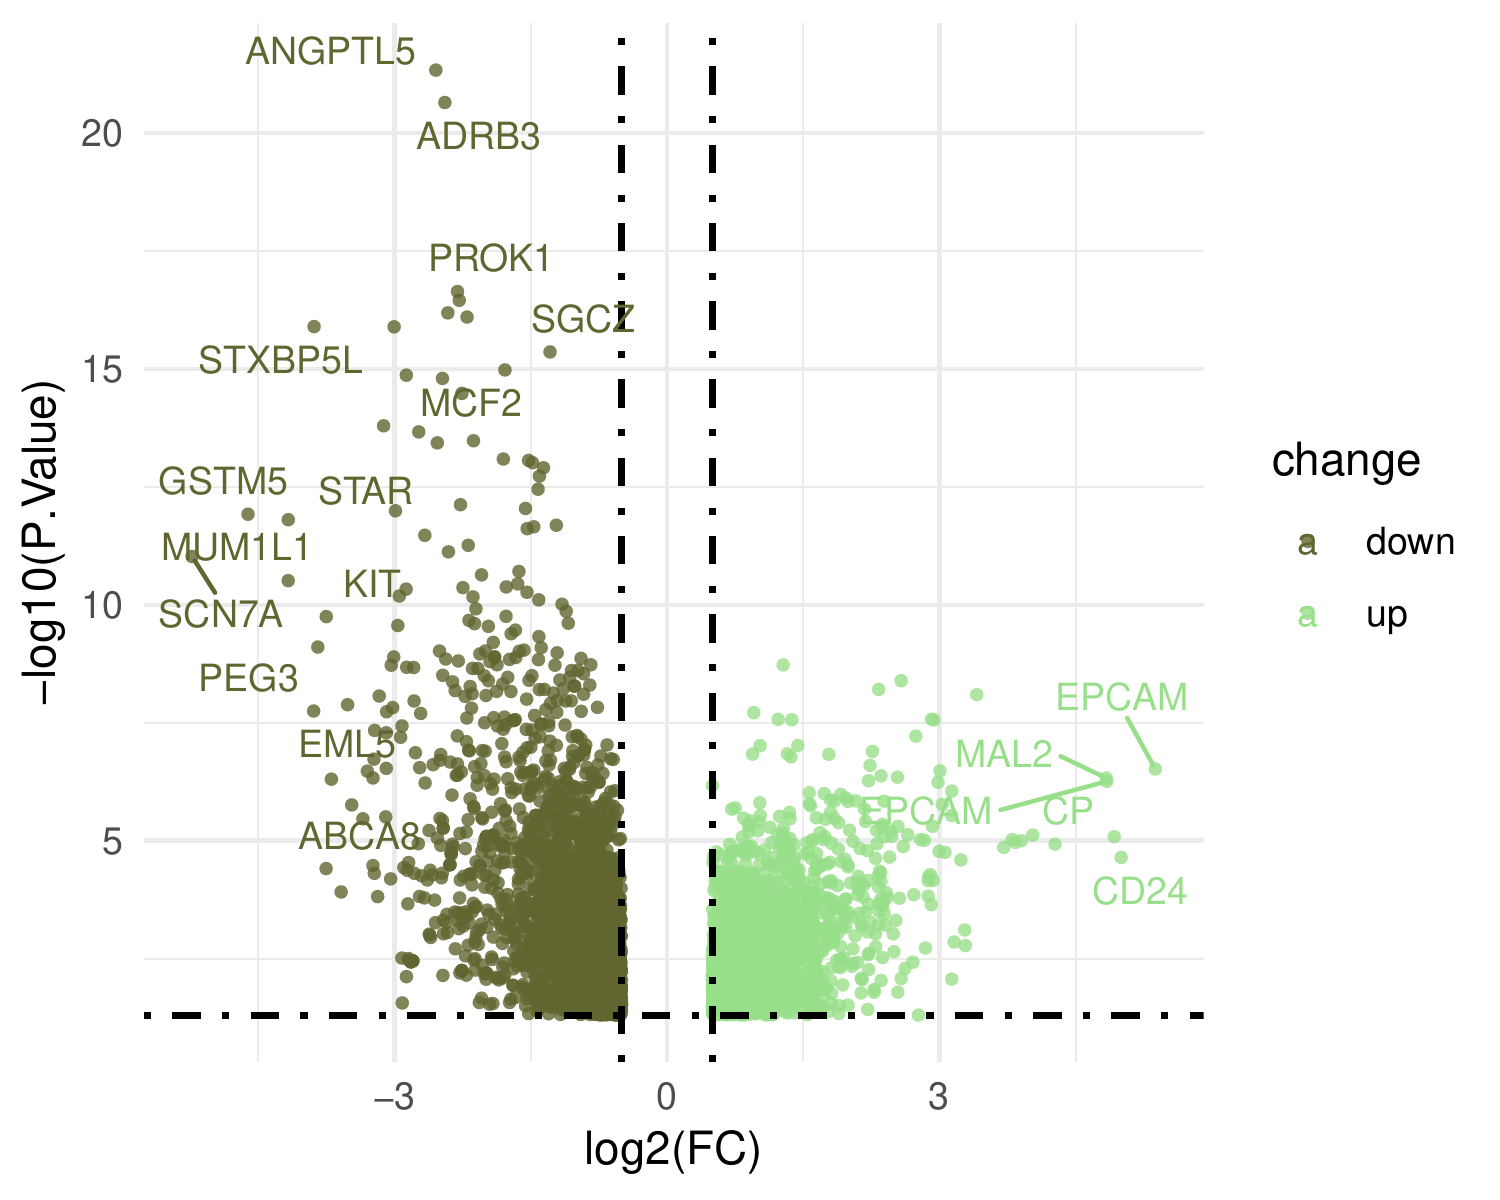 ANGPTL5
ADRB3
PROK1
SGCZ
STXBP5L
MCF2
GSTM5
STAR
MUM1L1
KIT
SCN7A
PEG3
EML5
ABCA8
EPCAM
MAL2
EPCAM
CP
CD24
20
15
10
5
−3
0
3
−log10(P.Value)
log2(FC)
change
a down
a up